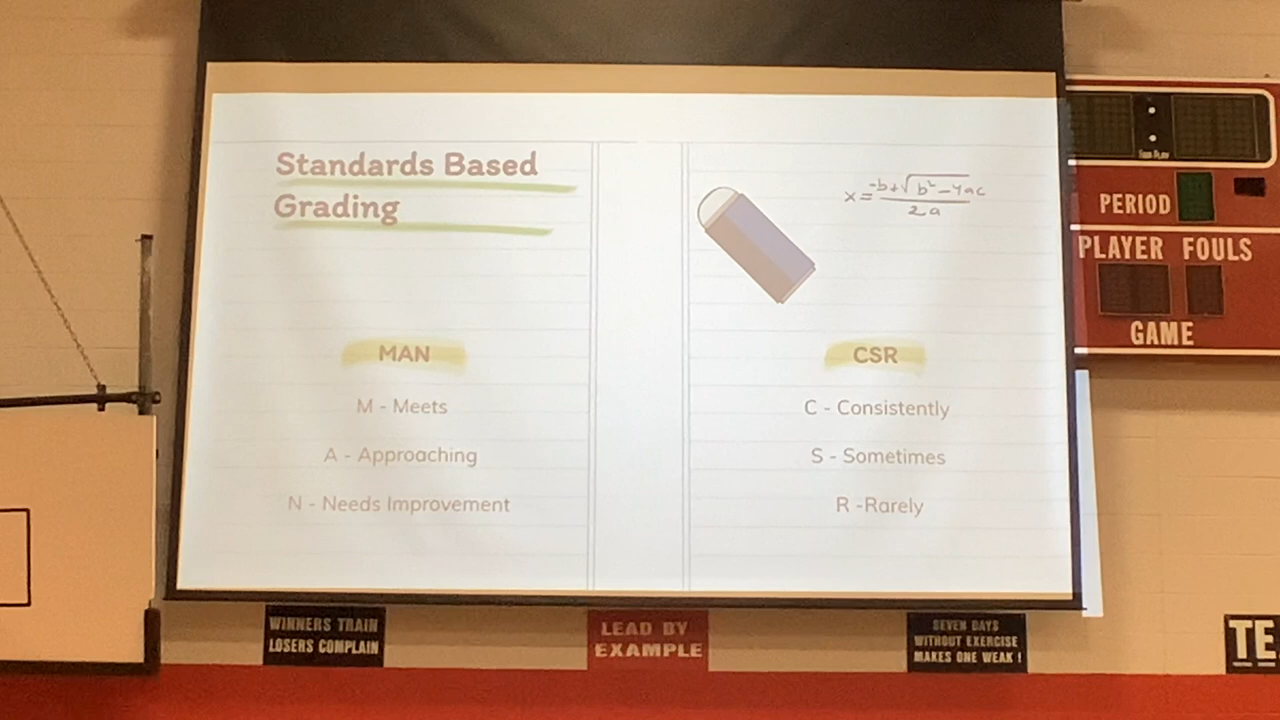 Standards Based
Grading
x = -b+√b²-4ac
2a
MAN
M - Meets
A - Approaching
N - Needs Improvement
CSR
C - Consistently
S - Sometimes
R -Rarely
PERIOD
PLAYER FOULS
GAME
WINNERS TRAIN
LOSERS COMPLAIN
LEAD BY
EXAMPLE
SEVEN DAYS
WITHOUT EXERCISE
MAKES ONE WEAK !
TE